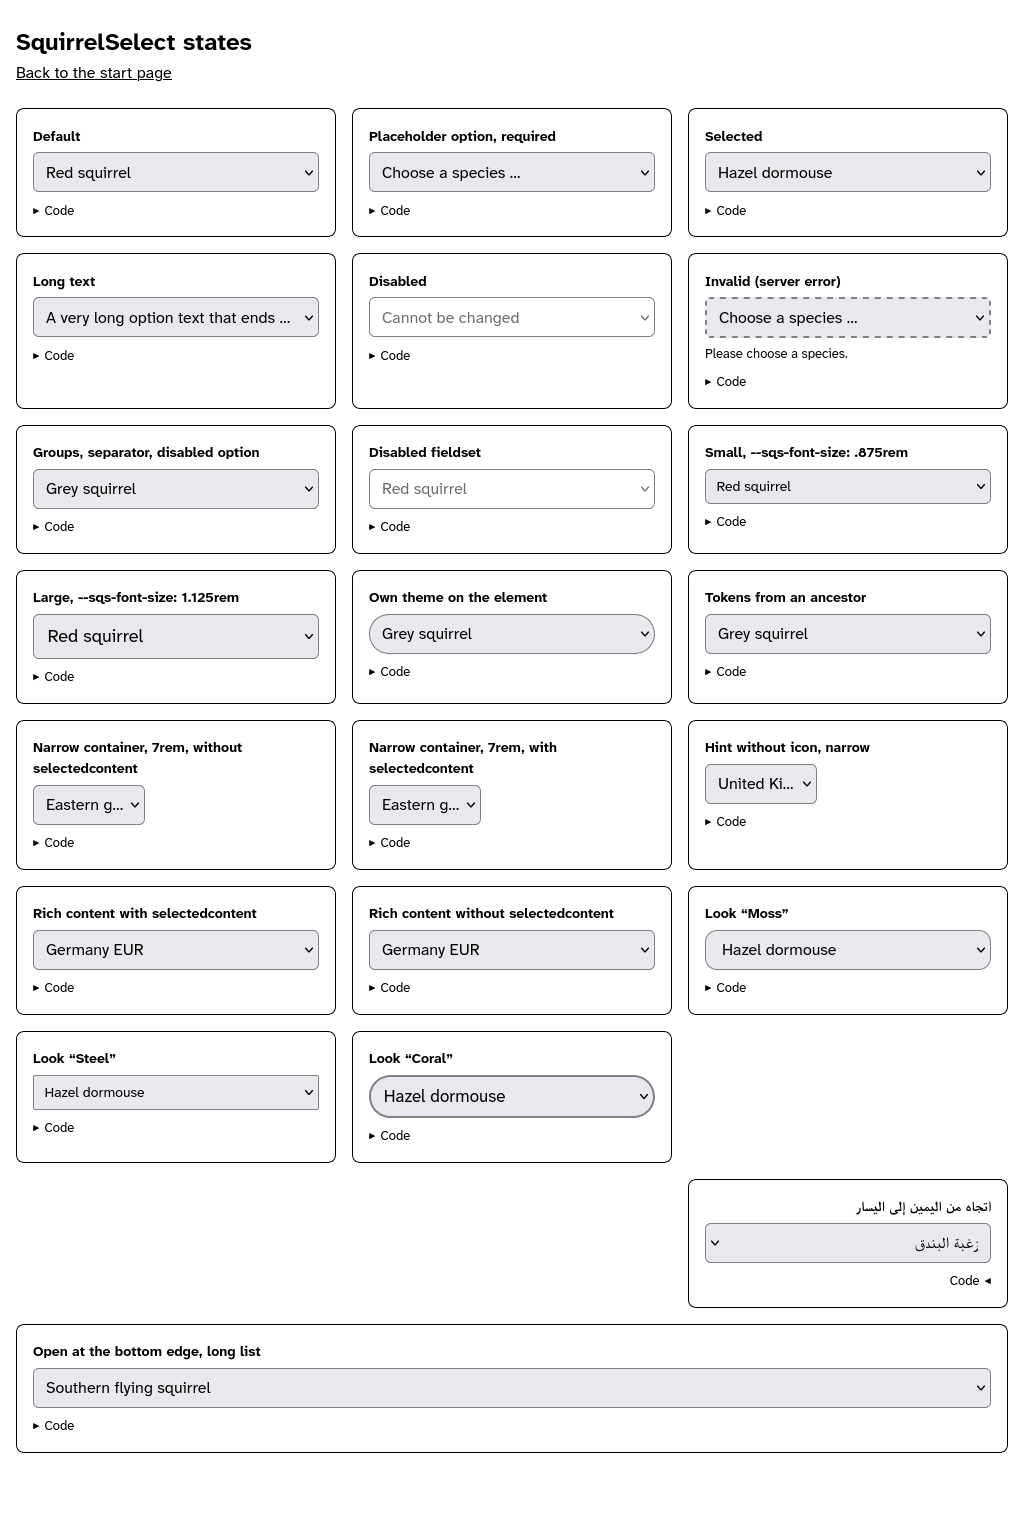 SquirrelSelect states
Back to the start page
Default
Red squirrel
Code
Placeholder option, required
Choose a species ...
Code
Selected
Hazel dormouse
Code
Long text
A very long option text that ends ...
Code
Disabled
Cannot be changed
Code
Invalid (server error)
Choose a species ...
Please choose a species.
Code
Groups, separator, disabled option
Grey squirrel
Code
Disabled fieldset
Red squirrel
Code
Small, --sqs-font-size: .875rem
Red squirrel
Code
Large, --sqs-font-size: 1.125rem
Red squirrel
Code
Own theme on the element
Grey squirrel
Code
Tokens from an ancestor
Grey squirrel
Code
Narrow container, 7rem, without
selectedcontent
Eastern g...
Code
Narrow container, 7rem, with
selectedcontent
Eastern g...
Code
Hint without icon, narrow
United Ki...
Code
Rich content with selectedcontent
Germany EUR
Code
Rich content without selectedcontent
Germany EUR
Code
Look “Moss”
Hazel dormouse
Code
Look “Steel”
Hazel dormouse
Code
Look “Coral”
Hazel dormouse
Code
اتجاه من اليمين إلى اليسار
زغبة البندق
Code
Open at the bottom edge, long list
Southern flying squirrel
Code